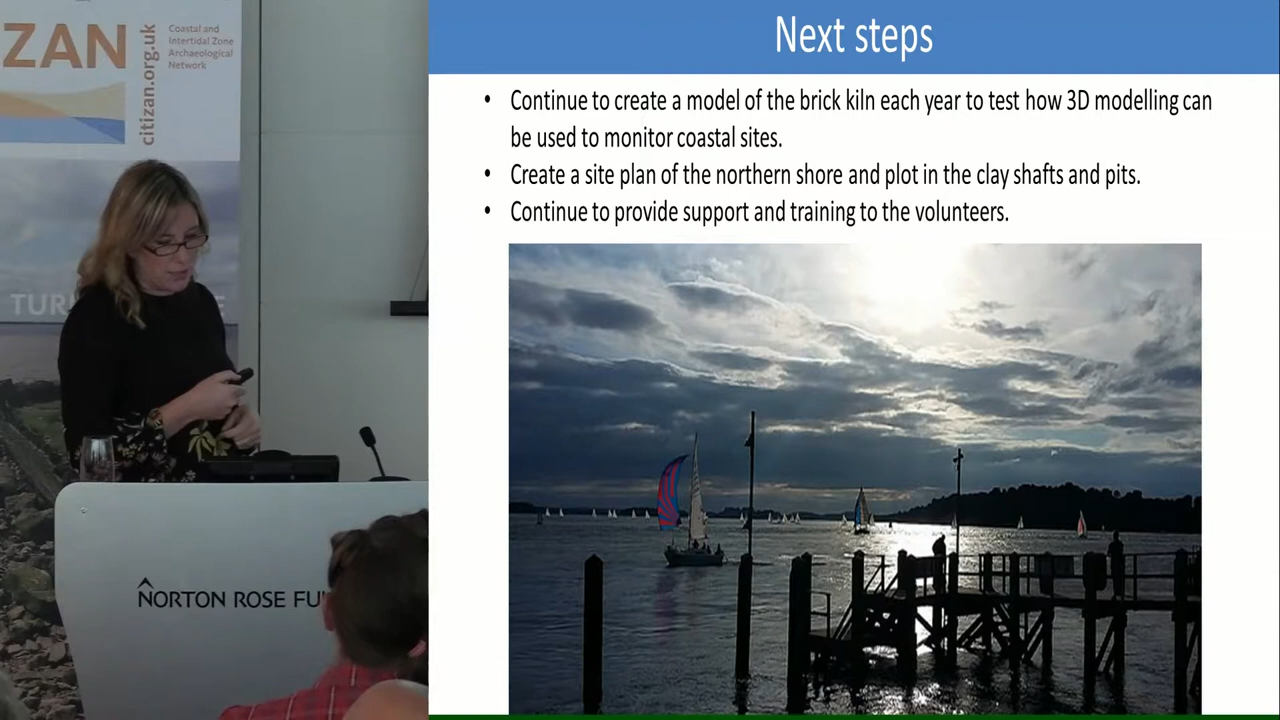 ZAN
citizan.org.uk
Coastal and
Intertidal Zone
Archaeological
Network
NORTON ROSE
Next steps
• Continue to create a model of the brick kiln each year to test how 3D modelling can
be used to monitor coastal sites.
• Create a site plan of the northern shore and plot in the clay shafts and pits.
• Continue to provide support and training to the volunteers.